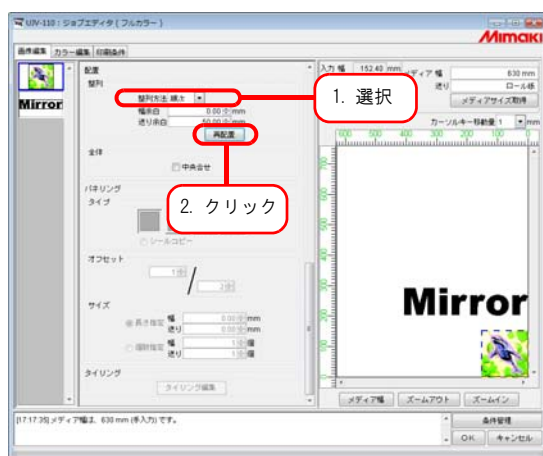 UJV-110 : ジョブエディタ ( フルカラー )
Mimaki
画像編集 カラー編集 印刷条件
Mirror
配置
整列
整列方法 順次
幅余白 0.00 mm
送り余白 50.00 mm
再配置
全体
中央合せ
パネリング
タイプ
シールコピー
オフセット
1 / 2
サイズ
長さ指定 幅 0.00 mm
送り 0.00 mm
個数指定 幅 1 個
送り 1 個
タイリング
タイリング編集
1. 選択
2. クリック
入力 幅 152.40 mm
メディア 幅 630 mm
送り ロール紙
メディアサイズ取得
カーソルキー移動量 1 mm
600 500 400 300 200 100 0
Mirror
メディア幅 ズームアウト ズームイン
[17:17:35] メディア幅は、630 mm (手入力) です。
条件管理
OK キャンセル